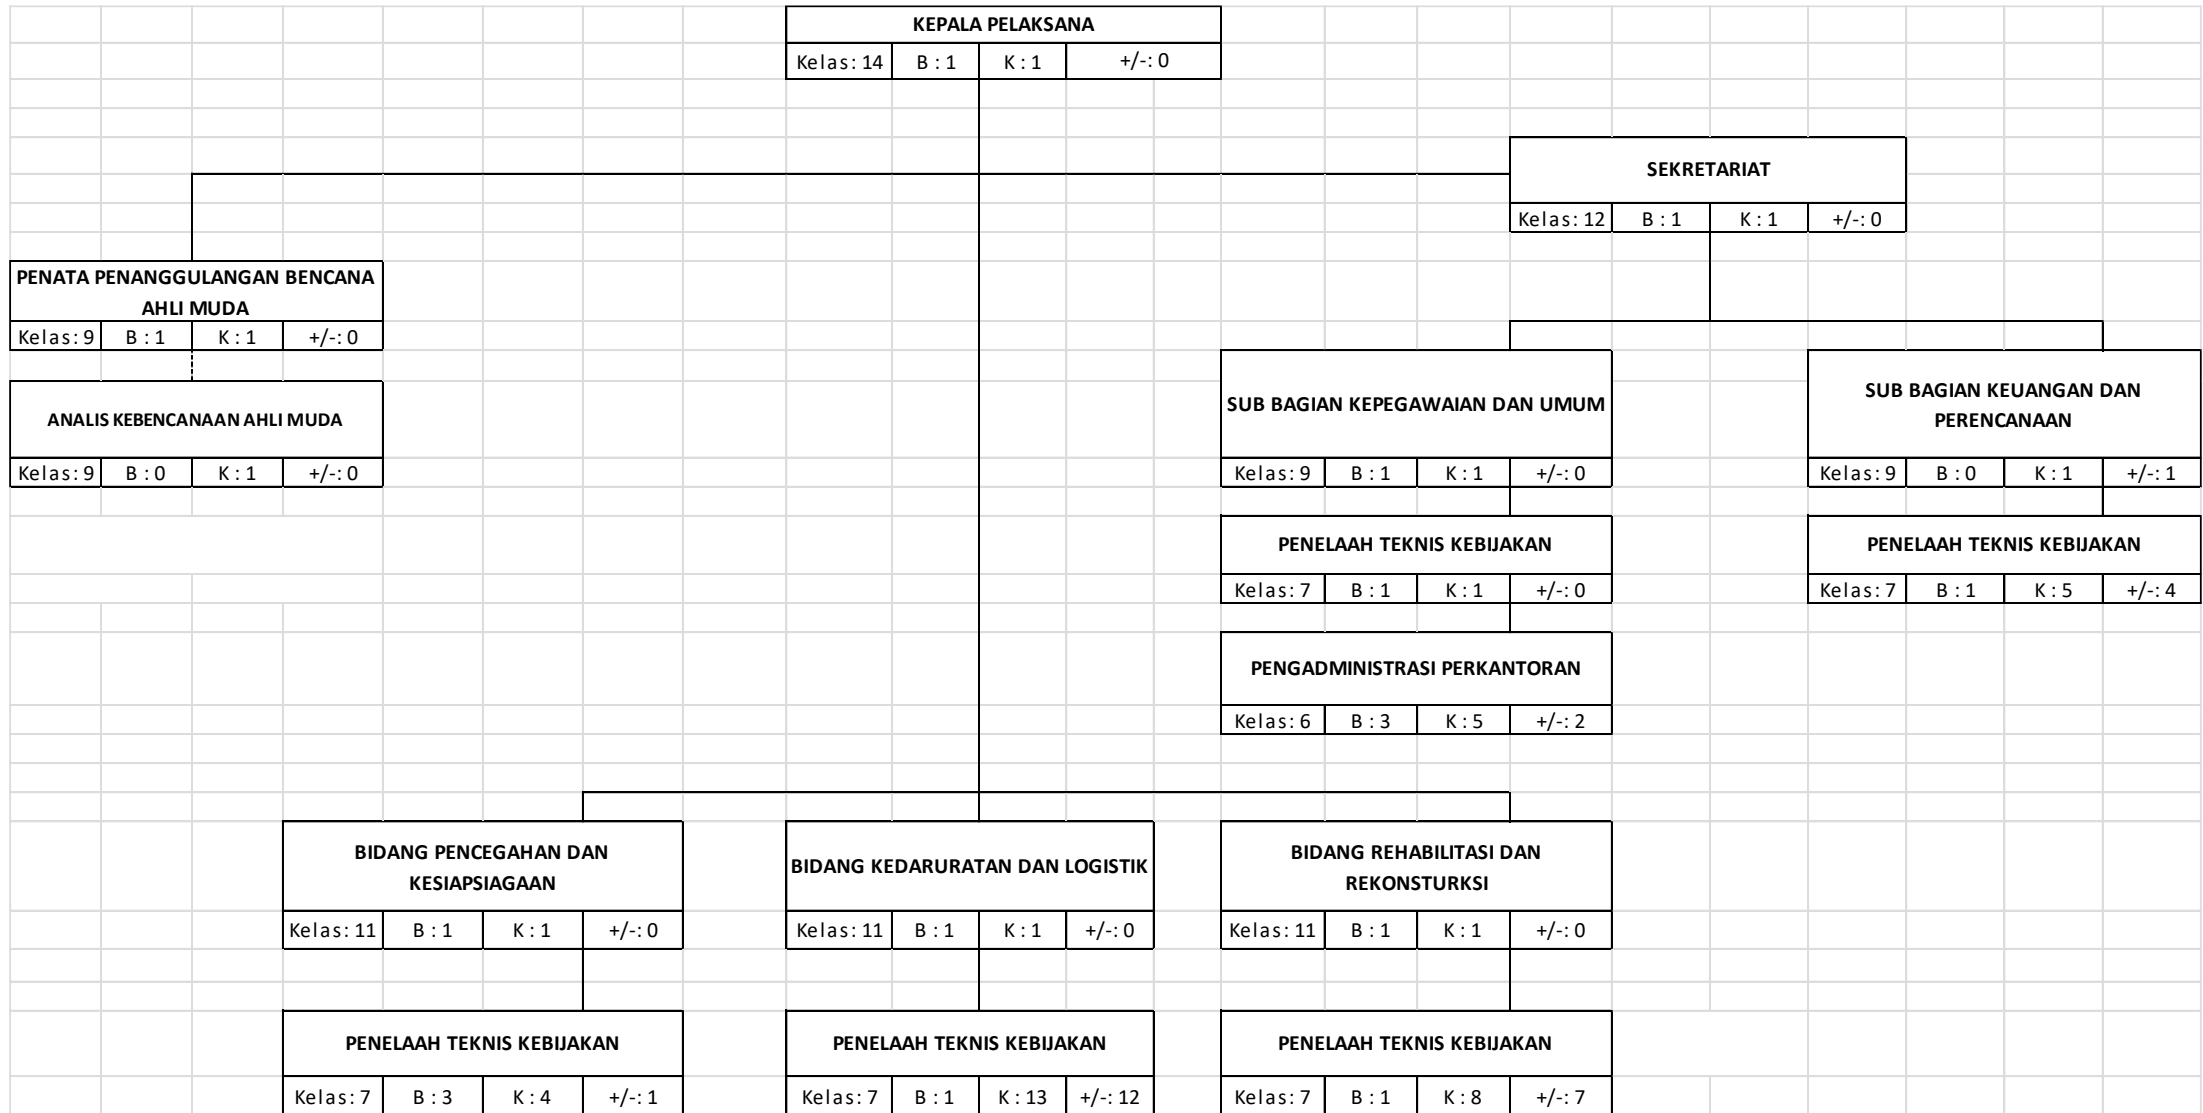 KEPALA PELAKSANA
Kelas: 14 B : 1 K : 1 +/-: 0
SEKRETARIAT
Kelas: 12 B : 1 K : 1 +/-: 0
PENATA PENANGGULANGAN BENCANA
AHLI MUDA
Kelas: 9 B : 1 K : 1 +/-: 0
ANALIS KEBENCANAAN AHLI MUDA
Kelas: 9 B : 0 K : 1 +/-: 0
SUB BAGIAN KEPEGAWAIAN DAN UMUM
Kelas: 9 B : 1 K : 1 +/-: 0
SUB BAGIAN KEUANGAN DAN
PERENCANAAN
Kelas: 9 B : 0 K : 1 +/-: 1
PENELAAH TEKNIS KEBIJAKAN
Kelas: 7 B : 1 K : 1 +/-: 0
PENELAAH TEKNIS KEBIJAKAN
Kelas: 7 B : 1 K : 5 +/-: 4
PENGADMINISTRASI PERKANTORAN
Kelas: 6 B : 3 K : 5 +/-: 2
BIDANG PENCEGAHAN DAN
KESIAPSIAGAAN
Kelas: 11 B : 1 K : 1 +/-: 0
BIDANG KEDARURATAN DAN LOGISTIK
Kelas: 11 B : 1 K : 1 +/-: 0
BIDANG REHABILITASI DAN
REKONSTURKSI
Kelas: 11 B : 1 K : 1 +/-: 0
PENELAAH TEKNIS KEBIJAKAN
Kelas: 7 B : 3 K : 4 +/-: 1
PENELAAH TEKNIS KEBIJAKAN
Kelas: 7 B : 1 K : 13 +/-: 12
PENELAAH TEKNIS KEBIJAKAN
Kelas: 7 B : 1 K : 8 +/-: 7